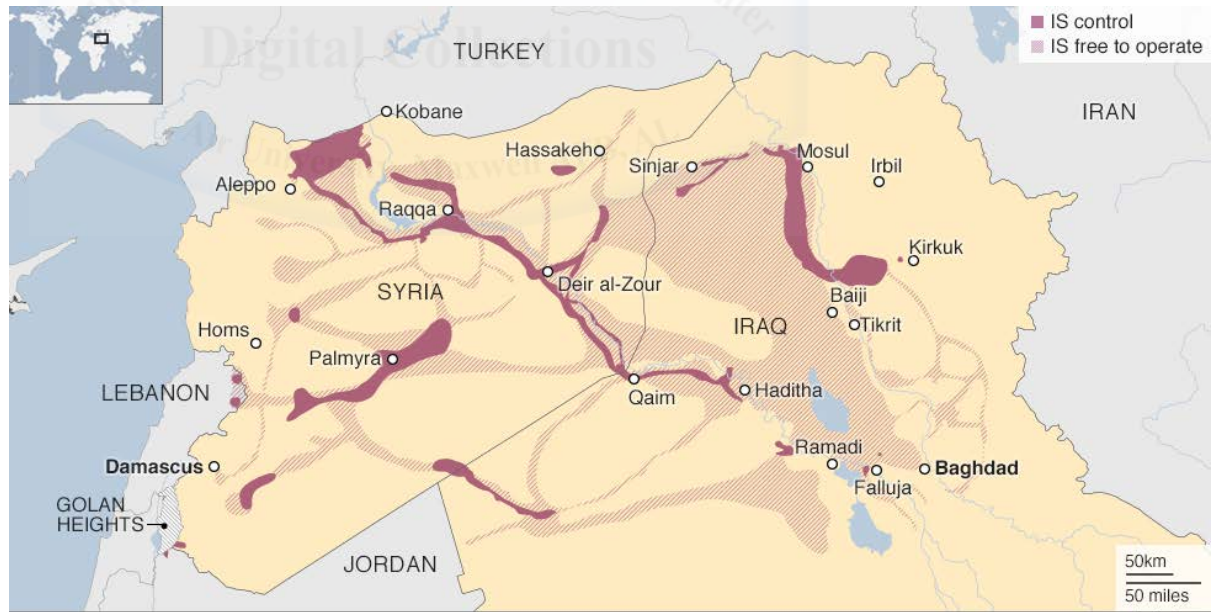 IS control
IS free to operate
Digital Collections
TURKEY
IRAN
Kobane
Hassakeh
Sinjar
Mosul
Irbil
Aleppo
Raqqa
Kirkuk
Deir al-Zour
SYRIA
Baiji
IRAQ
Tikrit
Homs
Palmyra
LEBANON
Qaim
Haditha
Ramadi
Damascus
Baghdad
Falluja
GOLAN
HEIGHTS
JORDAN
50km
50 miles